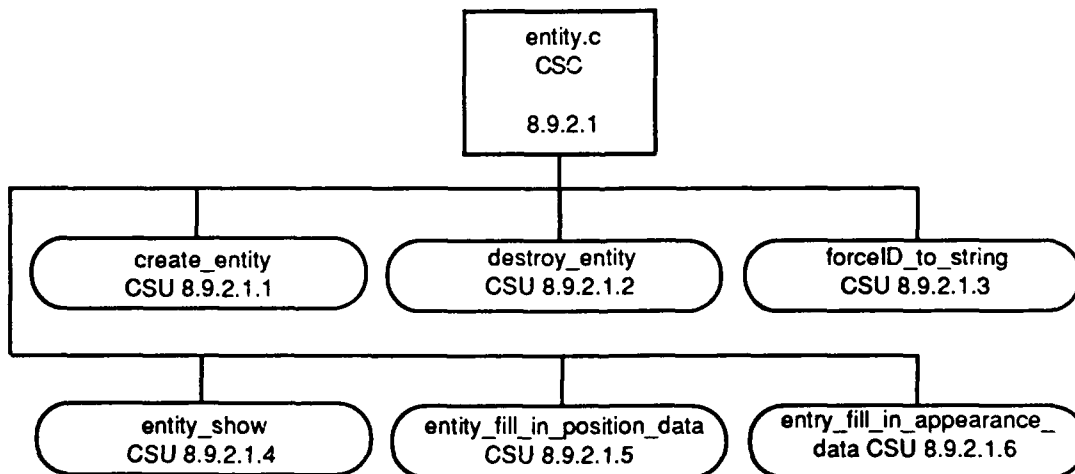 entity.c
CSC
8.9.2.1
create_entity
CSU 8.9.2.1.1
destroy_entity
CSU 8.9.2.1.2
forceID_to_string
CSU 8.9.2.1.3
entity_show
CSU 8.9.2.1.4
entity_fill_in_position_data
CSU 8.9.2.1.5
entry_fill_in_appearance_
data CSU 8.9.2.1.6